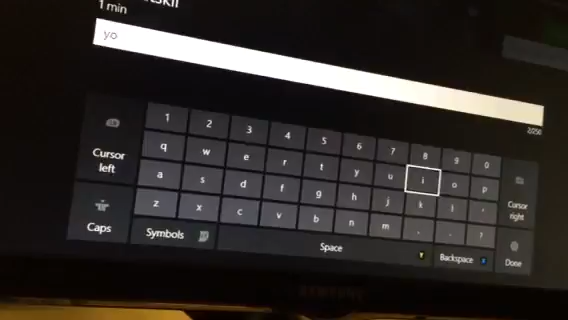 1 min
yo
2/250
1 2 3 4 5 6 7 8 9 0
q w e r t y u i o p
Cursor left
a s d f g h j k l
Cursor right
z x c v b n m ?
Caps
Symbols
Space
Y
Backspace
X
Done
SAMSUNG